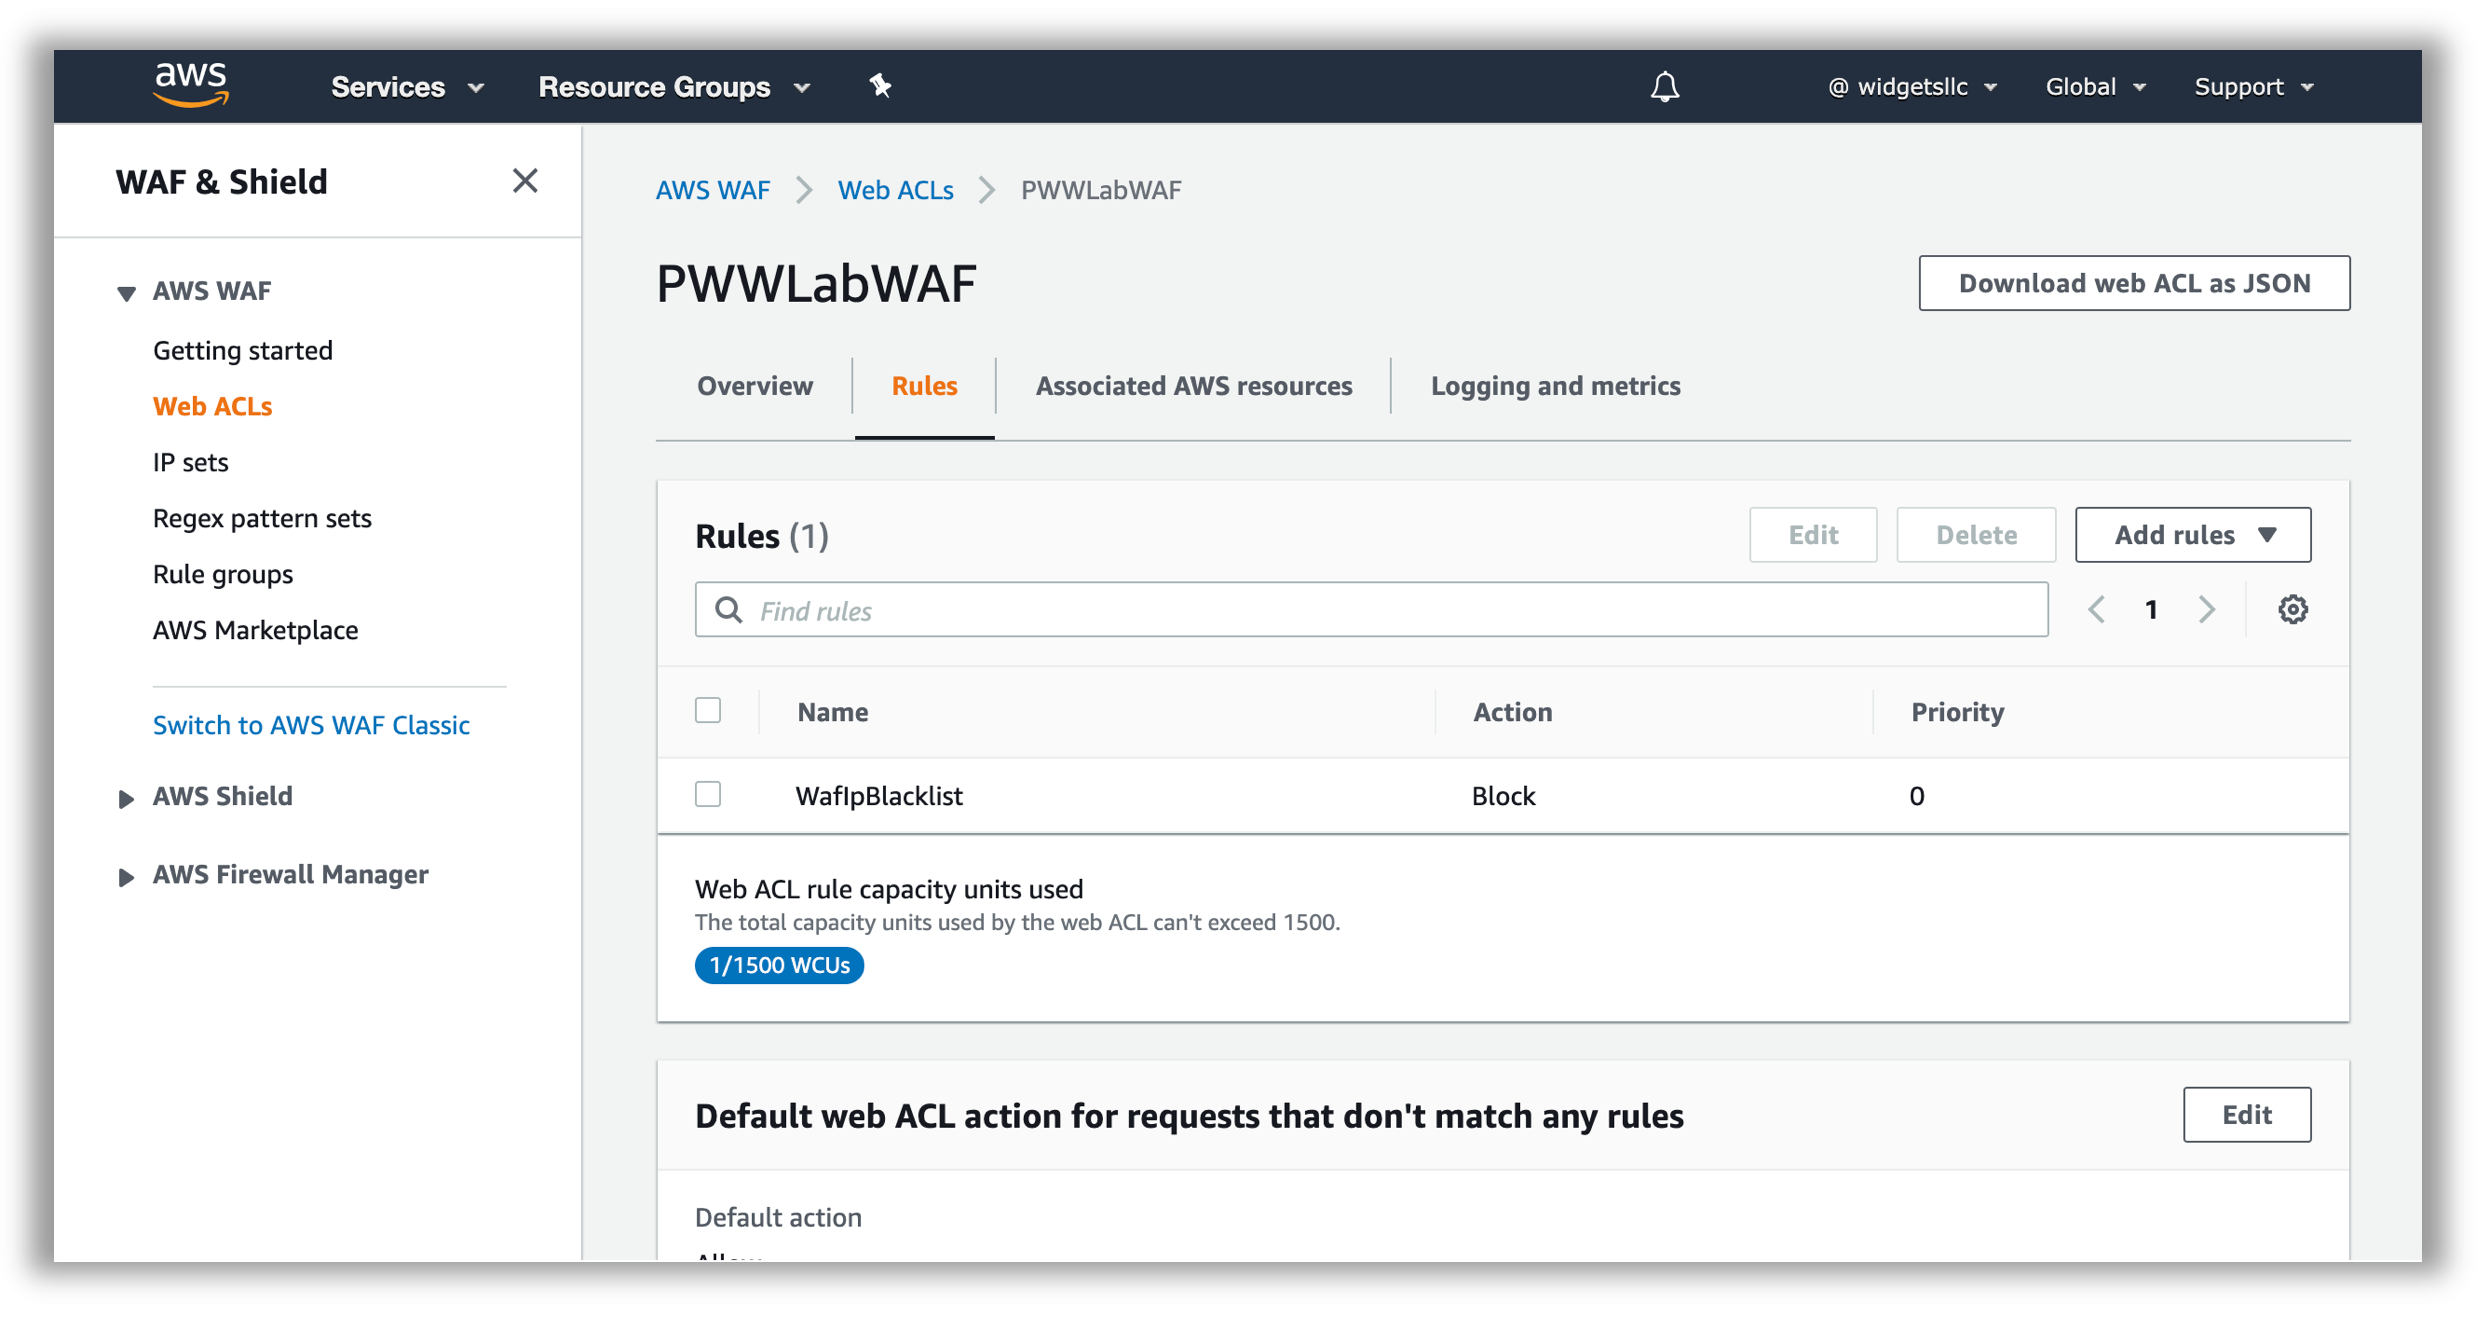 aws Services Resource Groups @ widgetsllc Global Support
WAF & Shield
AWS WAF
Getting started
Web ACLs
IP sets
Regex pattern sets
Rule groups
AWS Marketplace
Switch to AWS WAF Classic
AWS Shield
AWS Firewall Manager
AWS WAF Web ACLs PWWLabWAF
PWWLabWAF
Download web ACL as JSON
Overview Rules Associated AWS resources Logging and metrics
Rules (1) Edit Delete Add rules
Find rules 1
Name Action Priority
WafIpBlacklist Block 0
Web ACL rule capacity units used
The total capacity units used by the web ACL can't exceed 1500.
1/1500 WCUs
Default web ACL action for requests that don't match any rules Edit
Default action